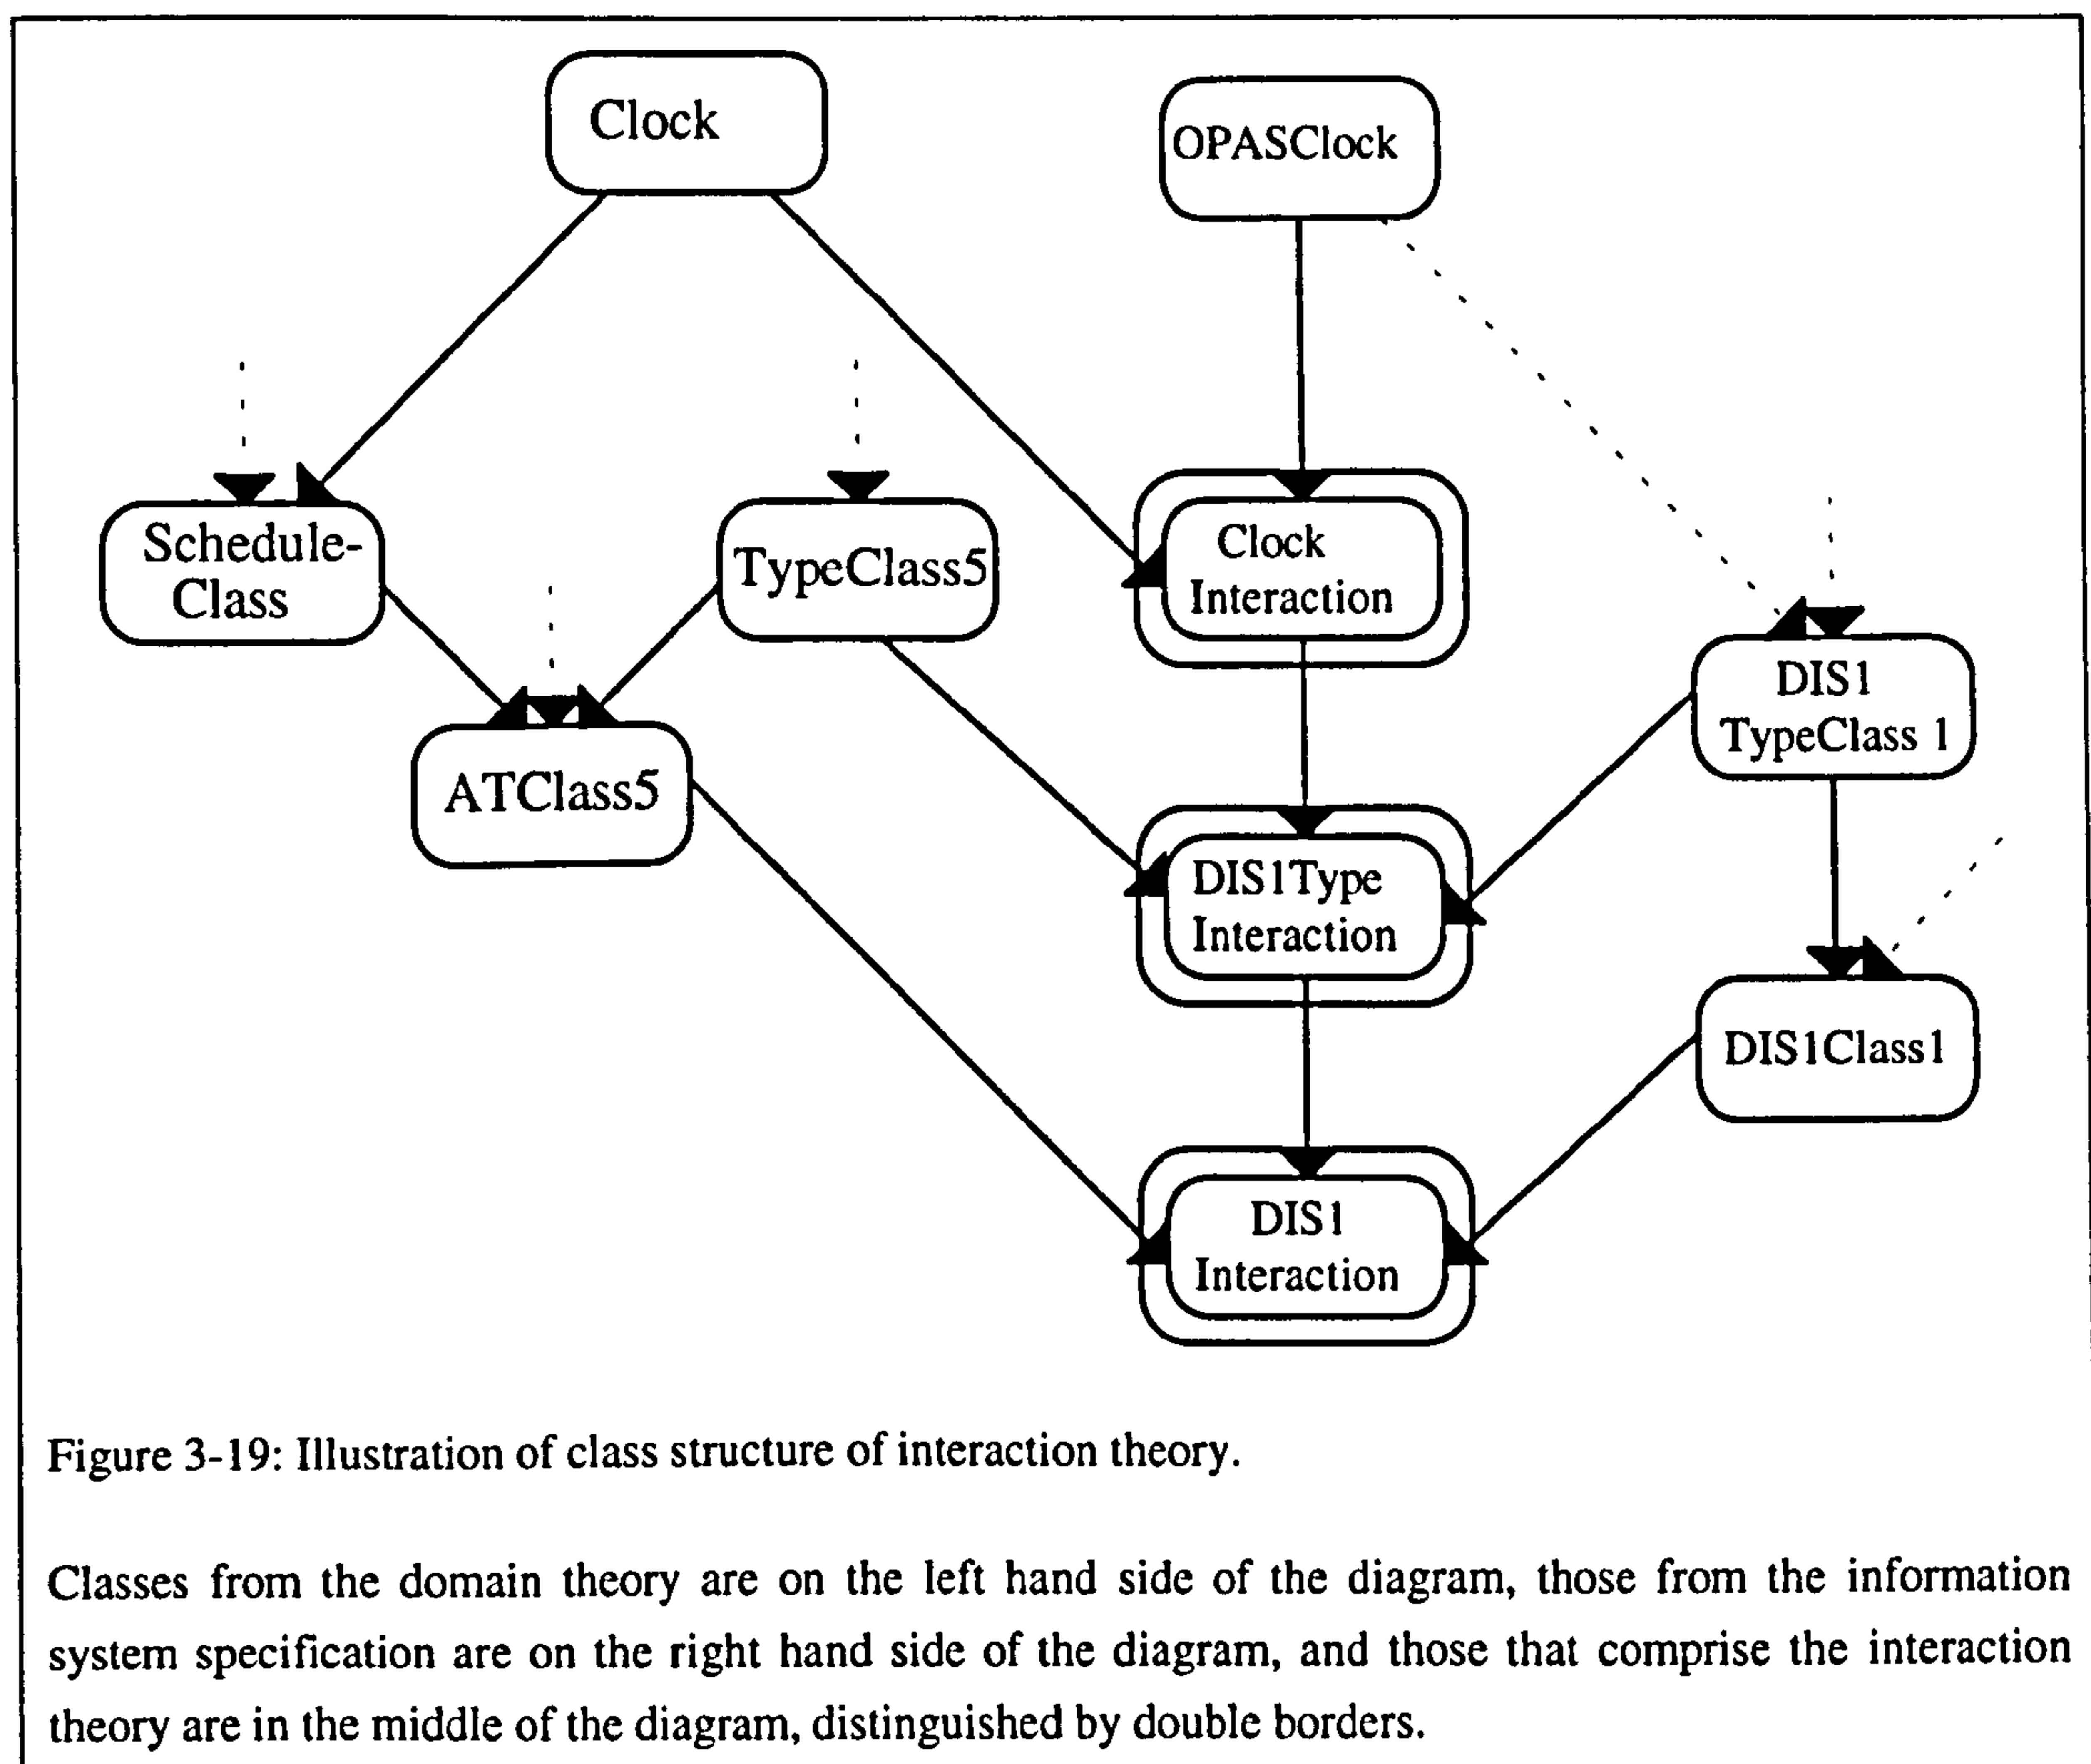 Clock
OPASClock
Schedule-
Class
TypeClass5
Clock
Interaction
DIS1
TypeClass 1
ATClass5
DIS1Type
Interaction
DIS1Class1
DIS1
Interaction
Figure 3-19: Illustration of class structure of interaction theory.
Classes from the domain theory are on the left hand side of the diagram, those from the information
system specification are on the right hand side of the diagram, and those that comprise the interaction
theory are in the middle of the diagram, distinguished by double borders.